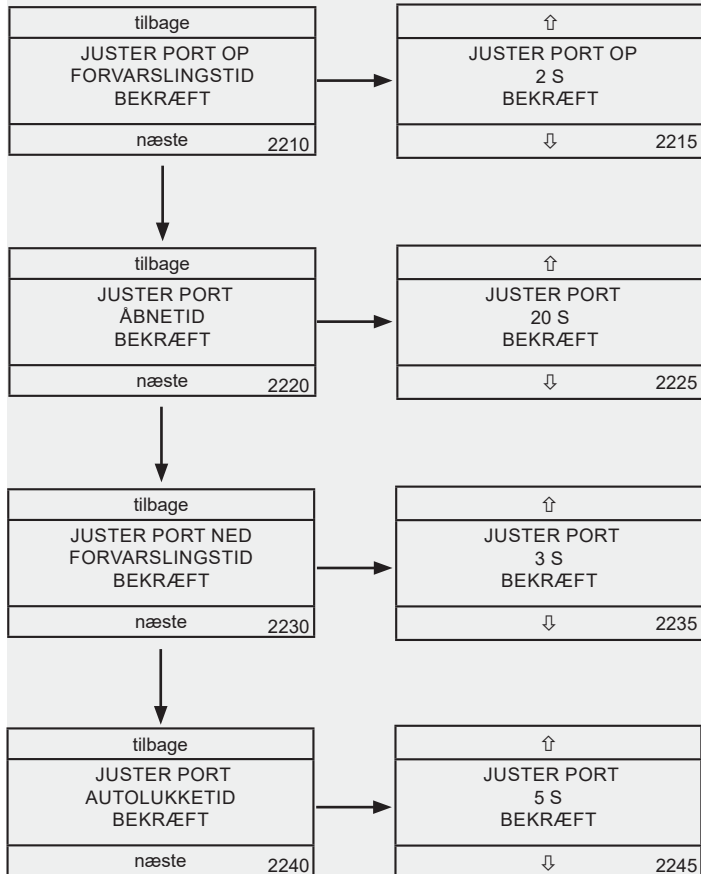 tilbage
JUSTER PORT OP
FORVARSLINGSTID
BEKRÆFT
næste 2210
⇧
JUSTER PORT OP
2 S
BEKRÆFT
⇩ 2215
tilbage
JUSTER PORT
ÅBNETID
BEKRÆFT
næste 2220
⇧
JUSTER PORT
20 S
BEKRÆFT
⇩ 2225
tilbage
JUSTER PORT NED
FORVARSLINGSTID
BEKRÆFT
næste 2230
⇧
JUSTER PORT
3 S
BEKRÆFT
⇩ 2235
tilbage
JUSTER PORT
AUTOLUKKETID
BEKRÆFT
næste 2240
⇧
JUSTER PORT
5 S
BEKRÆFT
⇩ 2245